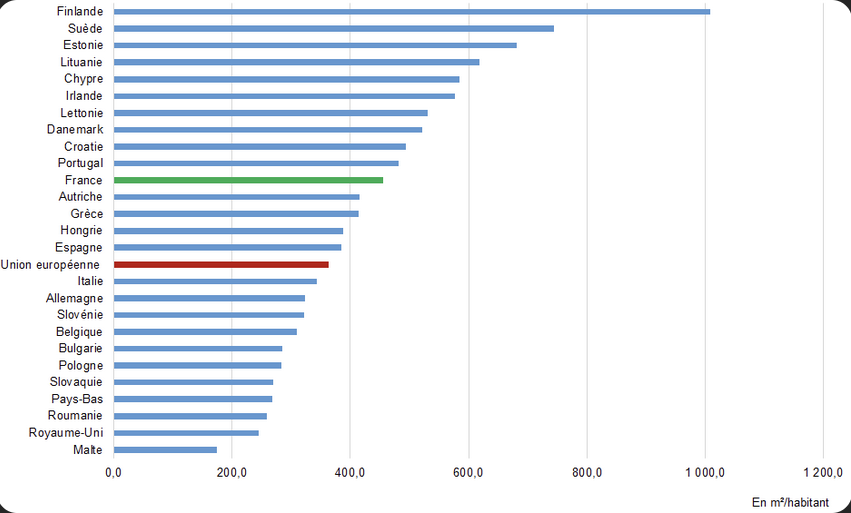 Finlande
Suède
Estonie
Lituanie
Chypre
Irlande
Lettonie
Danemark
Croatie
Portugal
France
Autriche
Grèce
Hongrie
Espagne
Union européenne
Italie
Allemagne
Slovénie
Belgique
Bulgarie
Pologne
Slovaquie
Pays-Bas
Roumanie
Royaume-Uni
Malte
0,0 200,0 400,0 600,0 800,0 1 000,0 1 200,0
En m²/habitant